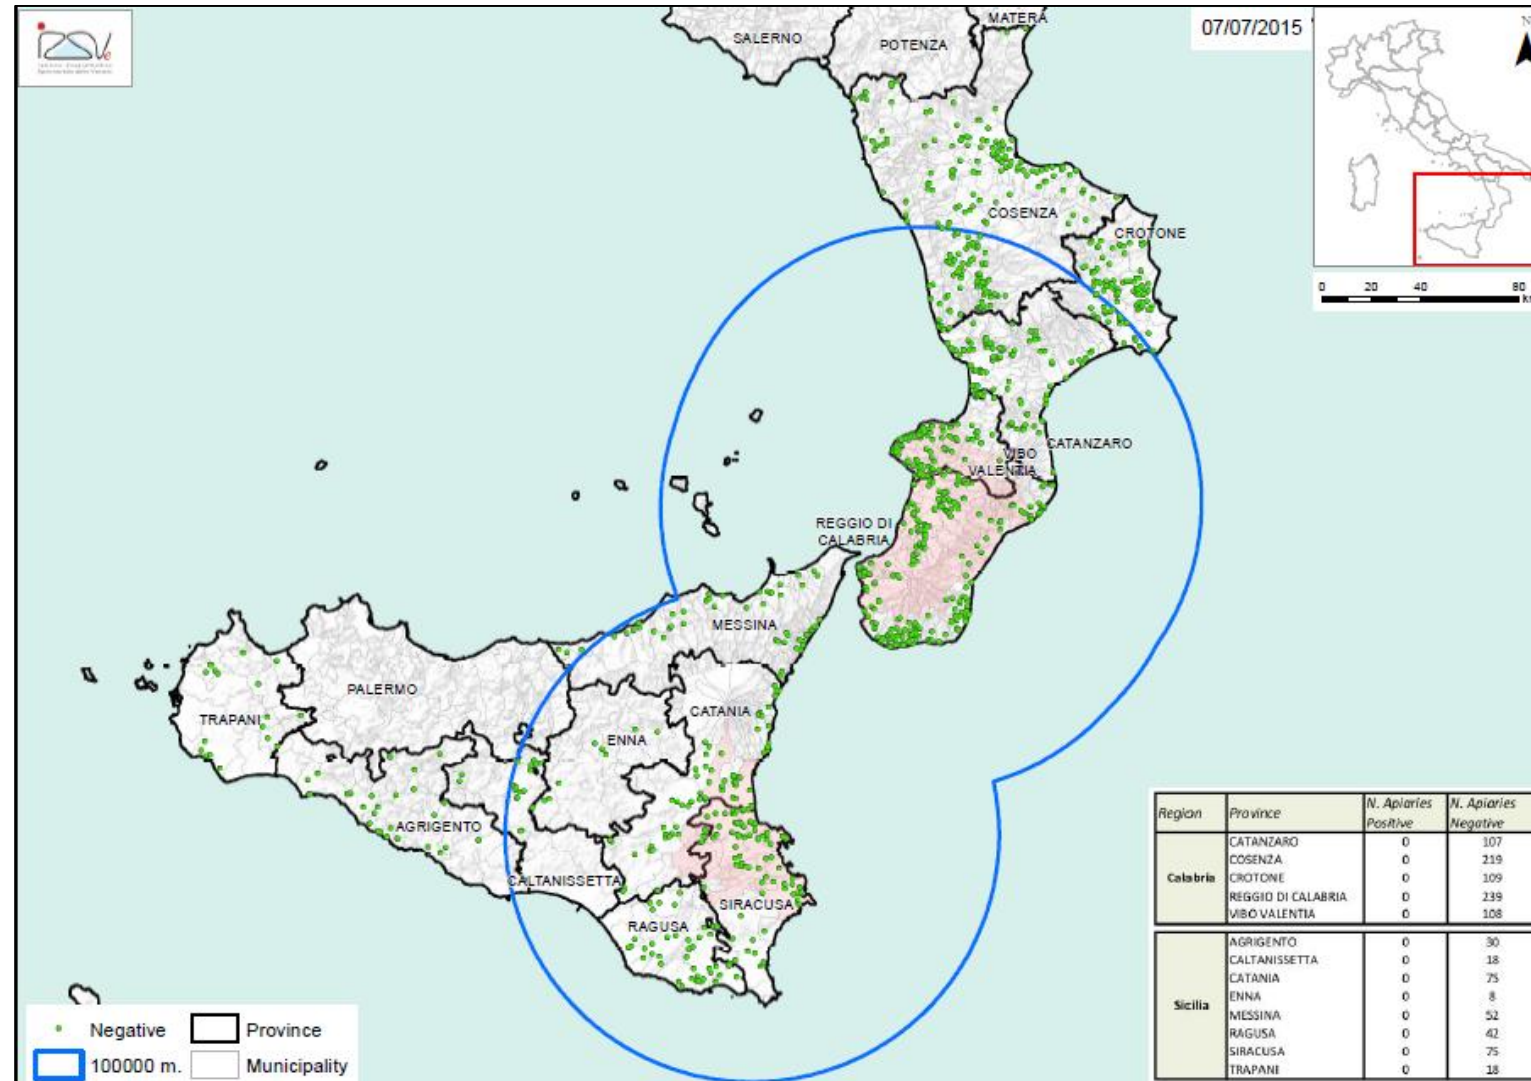 MATERA
SALERNO
POTENZA
07/07/2015
N
COSENZA
CROTONE
0 20 40 80
km
CATANZARO
VIBO
VALENTIA
REGGIO DI
CALABRIA
MESSINA
PALERMO
TRAPANI
CATANIA
ENNA
AGRIGENTO
CALTANISSETTA
SIRACUSA
RAGUSA
Negative Province
100000 m. Municipality
Region Province N. Apiaries Positive N. Apiaries Negative
Calabria
CATANZARO 0 107
COSENZA 0 219
CROTONE 0 109
REGGIO DI CALABRIA 0 239
VIBO VALENTIA 0 108
Sicilia
AGRIGENTO 0 30
CALTANISSETTA 0 18
CATANIA 0 75
ENNA 0 8
MESSINA 0 52
RAGUSA 0 42
SIRACUSA 0 75
TRAPANI 0 18